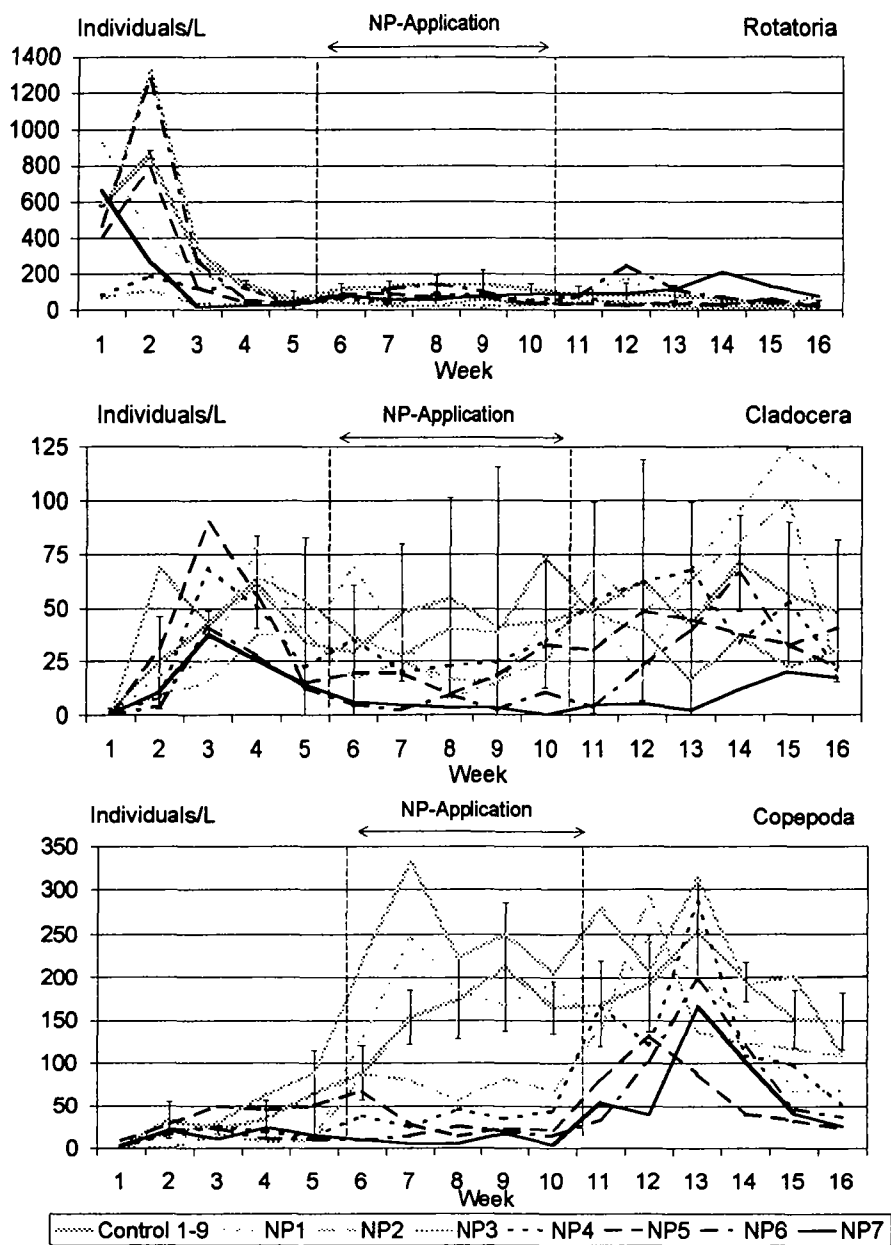 Individuals/L NP-Application Rotatoria
1400
1200
1000
800
600
400
200
0
1 2 3 4 5 6 7 8 9 10 11 12 13 14 15 16
Week
Individuals/L NP-Application Cladocera
125
100
75
50
25
0
1 2 3 4 5 6 7 8 9 10 11 12 13 14 15 16
Week
Individuals/L NP-Application Copepoda
350
300
250
200
150
100
50
0
1 2 3 4 5 6 7 8 9 10 11 12 13 14 15 16
Week
Control 1-9 NP1 NP2 NP3 NP4 NP5 NP6 NP7